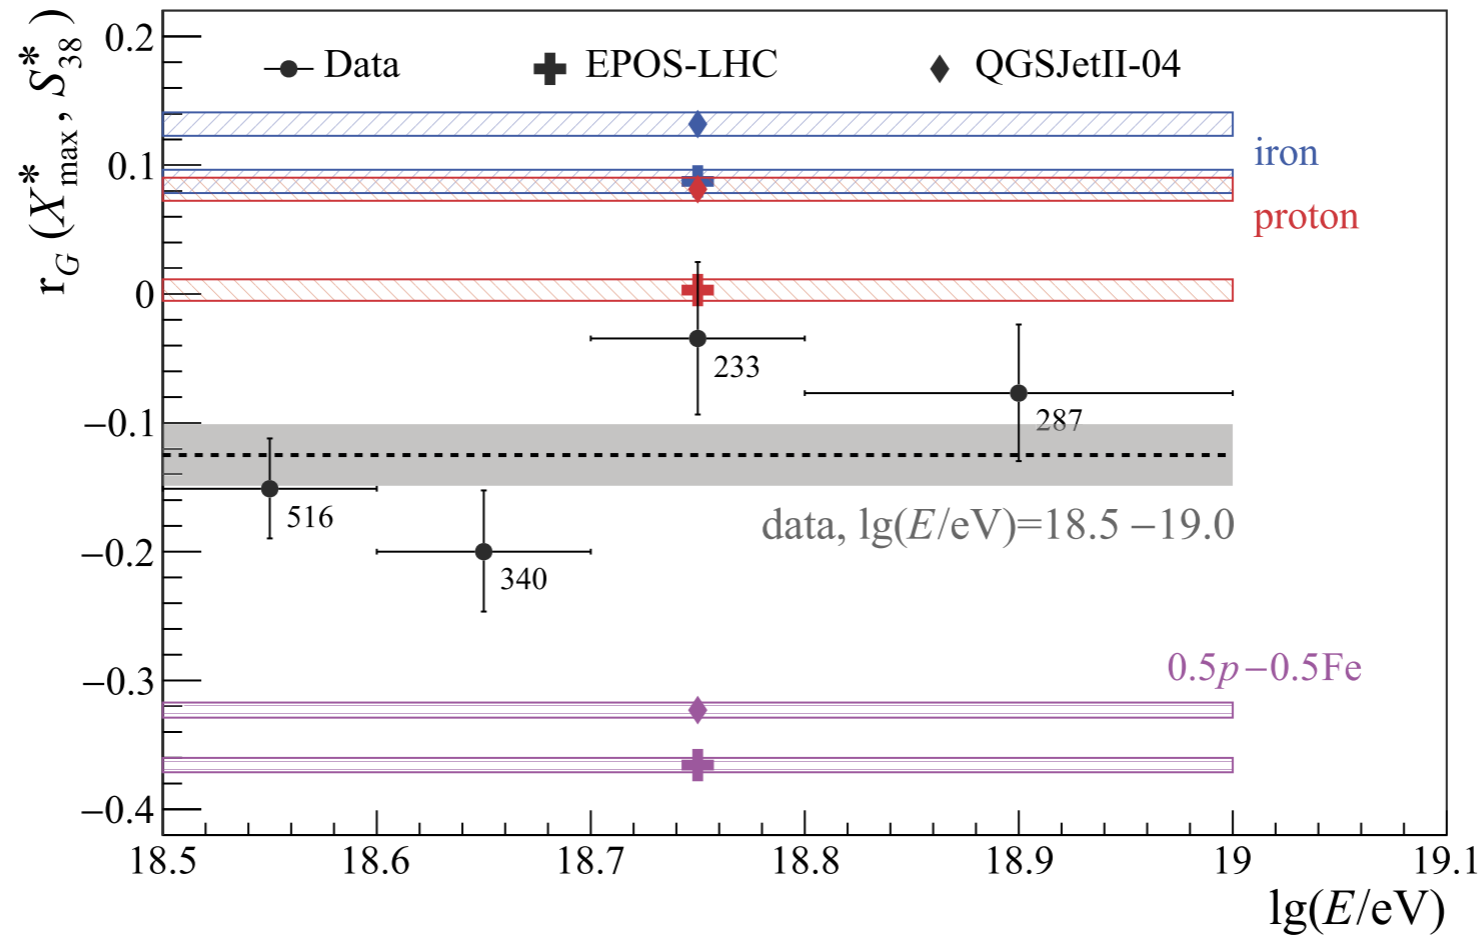 r_G (X*_max, S*_38)
0.2
Data EPOS-LHC QGSJetII-04
iron
0.1
proton
0
233
−0.1
287
516
data, lg(E/eV)=18.5−19.0
−0.2
340
0.5p−0.5Fe
−0.3
−0.4
18.5 18.6 18.7 18.8 18.9 19 19.1
lg(E/eV)